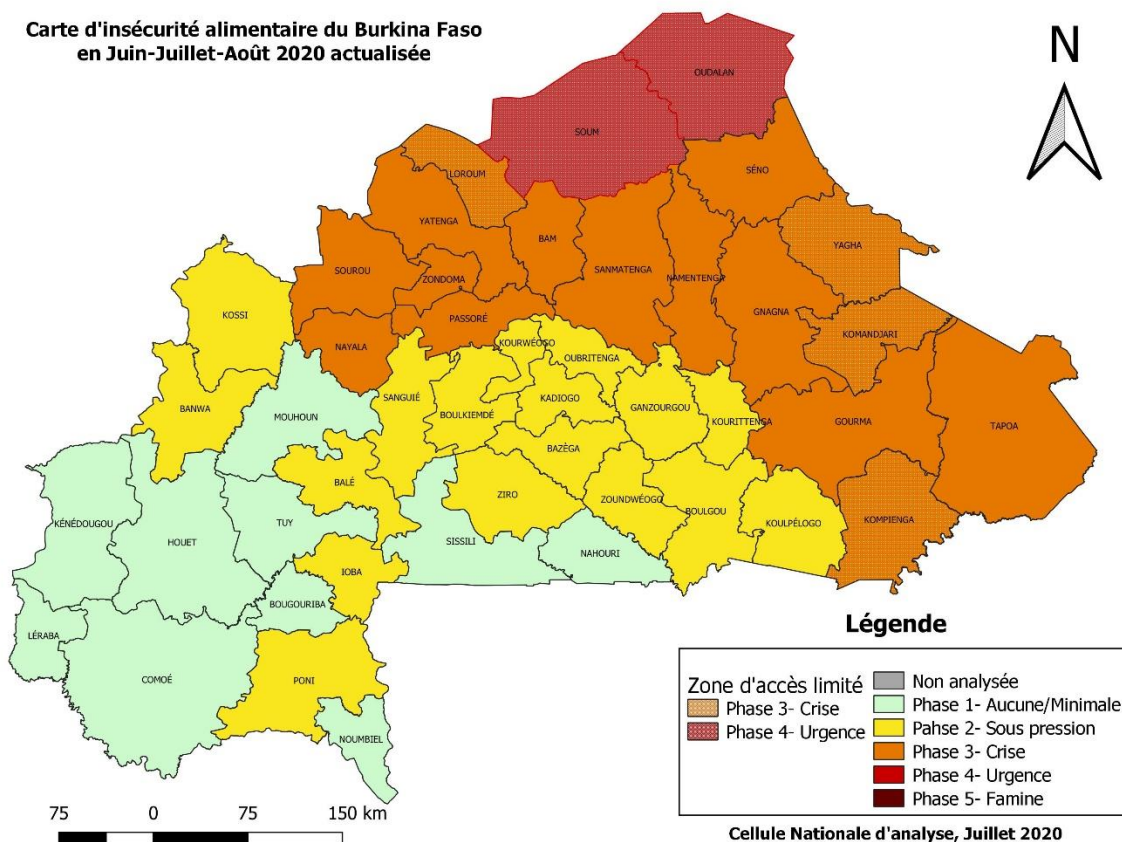 Carte d'insécurité alimentaire du Burkina Faso
en Juin-Juillet-Août 2020 actualisée
N
OUDALAN
SOUM
SÉNO
LOROUM
YATENGA
BAM
YAGHA
SOUROU
ZONDOMA
SANMATENGA
NAMENTENGA
GNAGNA
KOSSI
PASSORÉ
KOMANDJARI
NAYALA
KOURWÉOGO
OUBRITENGA
BANWA
MOUHOUN
SANGUIÉ
BOULKIEMDÉ
KADIOGO
GANZOURGOU
KOURITTENGA
GOURMA
TAPOA
BAZÈGA
BALÉ
ZIRO
ZOUNDWÉOGO
BOULGOU
KOULPÉLOGO
KOMPIENGA
KÉNÉDOUGOU
HOUET
TUY
SISSILI
NAHOURI
IOBA
BOUGOURIBA
LÉRABA
COMOÉ
PONI
NOUMBIEL
Légende
Zone d'accès limité
Phase 3- Crise
Phase 4- Urgence
Non analysée
Phase 1- Aucune/Minimale
Pahse 2- Sous pression
Phase 3- Crise
Phase 4- Urgence
Phase 5- Famine
75 0 75 150 km
Cellule Nationale d'analyse, Juillet 2020